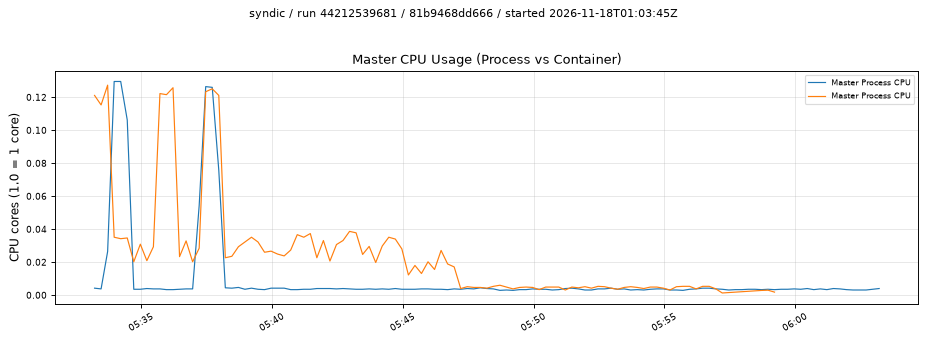 syndic / run 44212539681 / 81b9468dd666 / started 2026-11-18T01:03:45Z
Master CPU Usage (Process vs Container)
CPU cores (1.0 = 1 core)
0.12
0.10
0.08
0.06
0.04
0.02
0.00
Master Process CPU
Master Process CPU
05:35
05:40
05:45
05:50
05:55
06:00